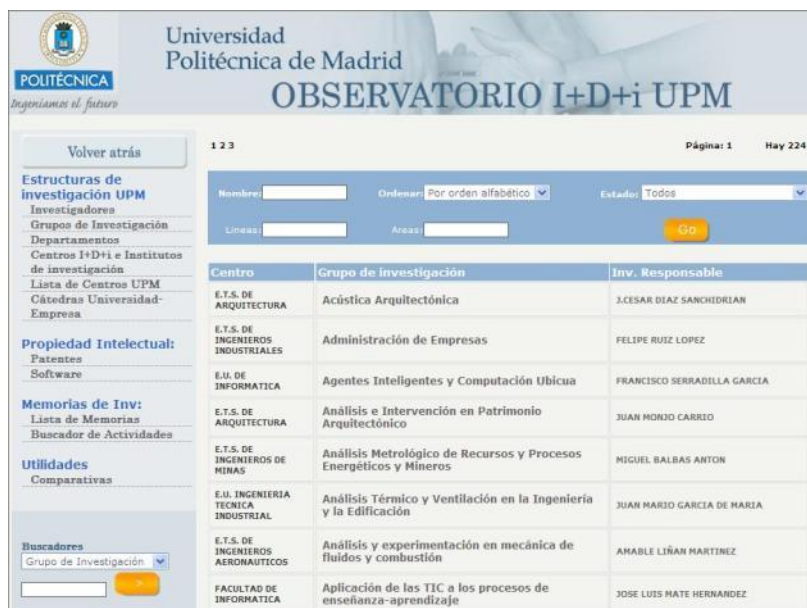 POLITÉCNICA
Ingeniamos el futuro
Universidad
Politécnica de Madrid
OBSERVATORIO I+D+i UPM
Volver atrás
Estructuras de
investigación UPM
Investigadores
Grupos de Investigación
Departamentos
Centros I+D+i e Institutos
de investigación
Lista de Centros UPM
Cátedras Universidad-
Empresa
Propiedad Intelectual:
Patentes
Software
Memorias de Inv:
Lista de Memorias
Buscador de Actividades
Utilidades
Comparativas
Buscadores
Grupo de Investigación
>
1 2 3 Página: 1 Hay 224
Nombre: Ordenar: Por orden alfabético Estado: Todos
Lineas: Areas: Go
Centro Grupo de investigación Inv. Responsable
E.T.S. DE
ARQUITECTURA
Acústica Arquitectónica
J.CESAR DIAZ SANCHIDRIAN
E.T.S. DE
INGENIEROS
INDUSTRIALES
Administración de Empresas
FELIPE RUIZ LOPEZ
E.U. DE
INFORMATICA
Agentes Inteligentes y Computación Ubicua
FRANCISCO SERRADILLA GARCIA
E.T.S. DE
ARQUITECTURA
Análisis e Intervención en Patrimonio
Arquitectónico
JUAN MONJO CARRIO
E.T.S. DE
INGENIEROS DE
MINAS
Análisis Metrológico de Recursos y Procesos
Energéticos y Mineros
MIGUEL BALBAS ANTON
E.U. INGENIERIA
TECNICA
INDUSTRIAL
Análisis Térmico y Ventilación en la Ingeniería
y la Edificación
JUAN MARIO GARCIA DE MARIA
E.T.S. DE
INGENIEROS
AERONAUTICOS
Análisis y experimentación en mecánica de
fluidos y combustión
AMABLE LIÑAN MARTINEZ
FACULTAD DE
INFORMATICA
Aplicación de las TIC a los procesos de
enseñanza-aprendizaje
JOSE LUIS MATE HERNANDEZ